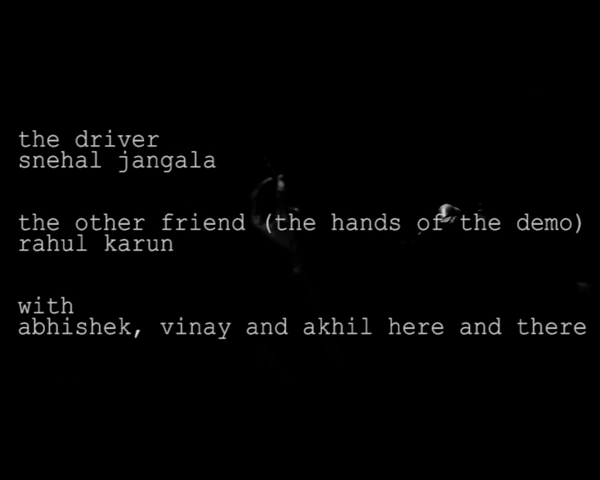 the driver
snehal jangala
the other friend (the hands of the demo)
rahul karun
with
abhishek, vinay and akhil here and there